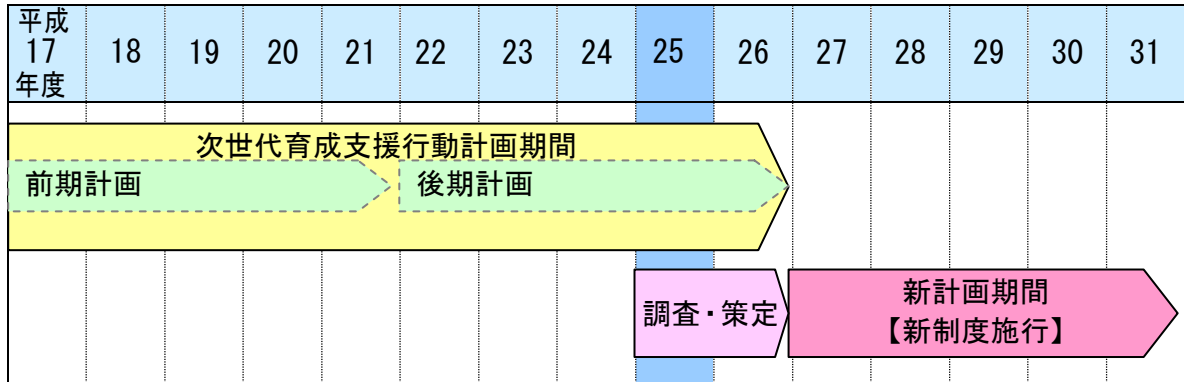 平成
17
年度
18 19 20 21 22 23 24 25 26 27 28 29 30 31
次世代育成支援行動計画期間
前期計画 後期計画
調査・策定
新計画期間
【新制度施行】